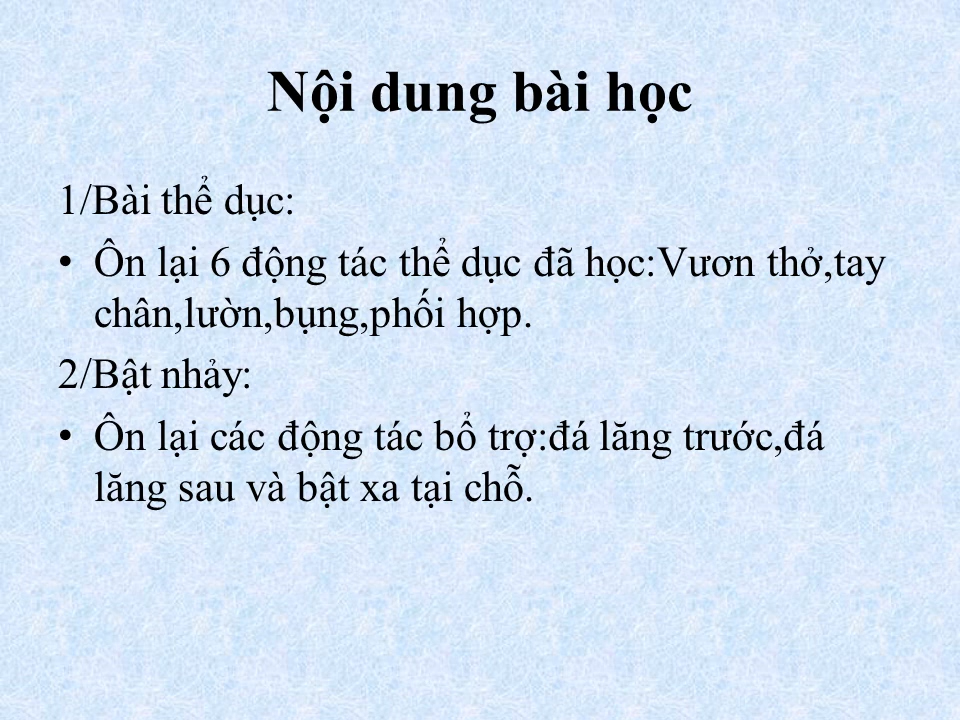 Nội dung bài học
1/Bài thể dục:
• Ôn lại 6 động tác thể dục đã học:Vươn thở,tay
chân,lườn,bụng,phối hợp.
2/Bật nhảy:
• Ôn lại các động tác bổ trợ:đá lăng trước,đá
lăng sau và bật xa tại chỗ.